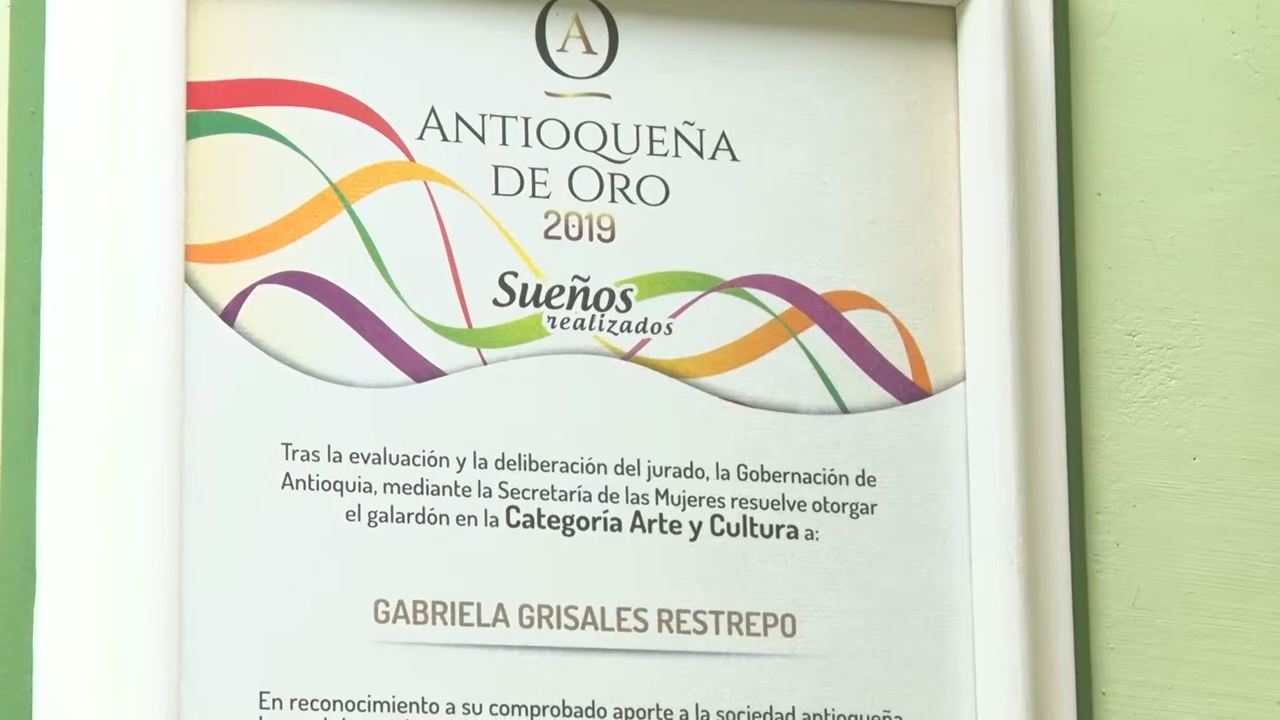 AO
ANTIOQUEÑA
DE ORO
2019
Sueños
realizados
Tras la evaluación y la deliberación del jurado, la Gobernación de
Antioquia, mediante la Secretaría de las Mujeres resuelve otorgar
el galardón en la Categoría Arte y Cultura a:
GABRIELA GRISALES RESTREPO
En reconocimiento a su comprobado aporte a la sociedad antioqueña